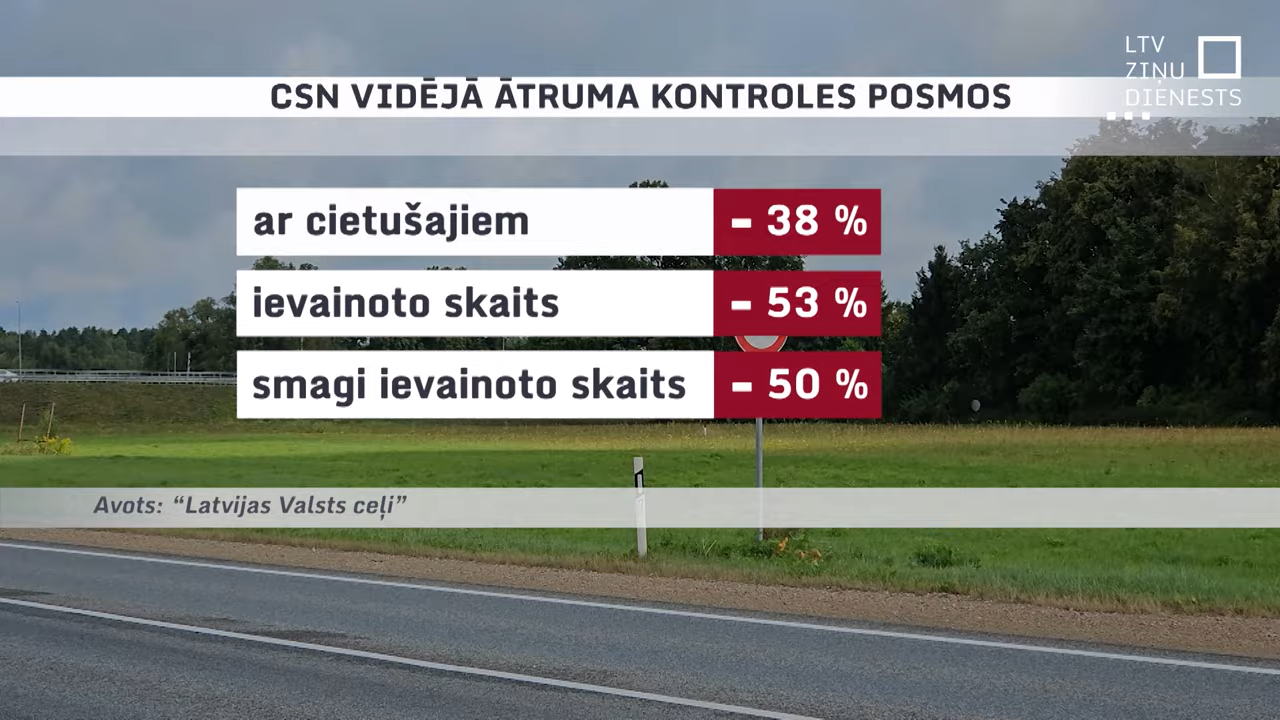 LTV
ZIŅU
DIENESTS
CSN VIDĒJĀ ĀTRUMA KONTROLES POSMOS
ar cietušajiem - 38 %
ievainoto skaits - 53 %
smagi ievainoto skaits - 50 %
Avots: “Latvijas Valsts ceļi”